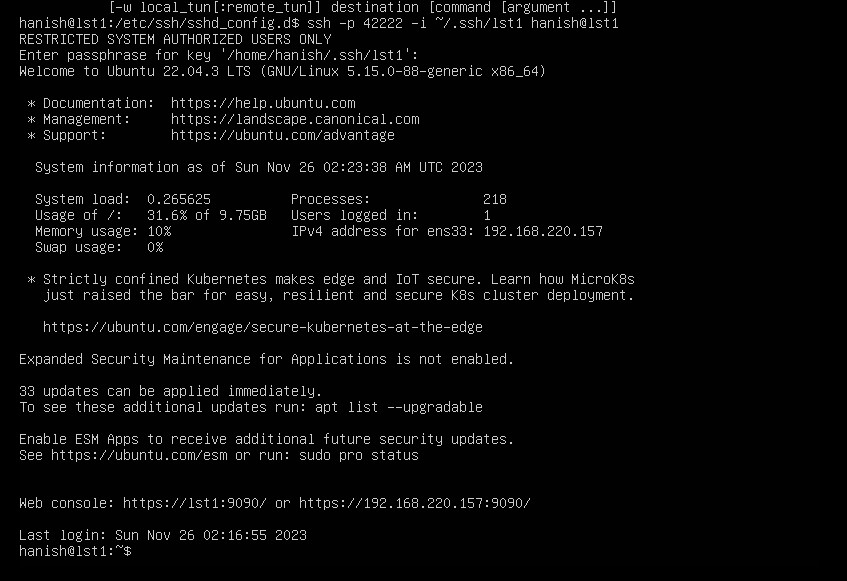 [-w local_tun[:remote_tun]] destination [command [argument ...]]
hanish@lst1:/etc/ssh/sshd_config.d$ ssh -p 42222 -i ~/.ssh/lst1 hanish@lst1
RESTRICTED SYSTEM AUTHORIZED USERS ONLY
Enter passphrase for key '/home/hanish/.ssh/lst1':
Welcome to Ubuntu 22.04.3 LTS (GNU/Linux 5.15.0-88-generic x86_64)
* Documentation:  https://help.ubuntu.com
* Management:     https://landscape.canonical.com
* Support:        https://ubuntu.com/advantage
System information as of Sun Nov 26 02:23:38 AM UTC 2023
System load:  0.265625          Processes:              218
Usage of /:   31.6% of 9.75GB   Users logged in:        1
Memory usage: 10%               IPv4 address for ens33: 192.168.220.157
Swap usage:   0%
* Strictly confined Kubernetes makes edge and IoT secure. Learn how MicroK8s
just raised the bar for easy, resilient and secure K8s cluster deployment.
https://ubuntu.com/engage/secure-kubernetes-at-the-edge
Expanded Security Maintenance for Applications is not enabled.
33 updates can be applied immediately.
To see these additional updates run: apt list --upgradable
Enable ESM Apps to receive additional future security updates.
See https://ubuntu.com/esm or run: sudo pro status
Web console: https://lst1:9090/ or https://192.168.220.157:9090/
Last login: Sun Nov 26 02:16:55 2023
hanish@lst1:~$